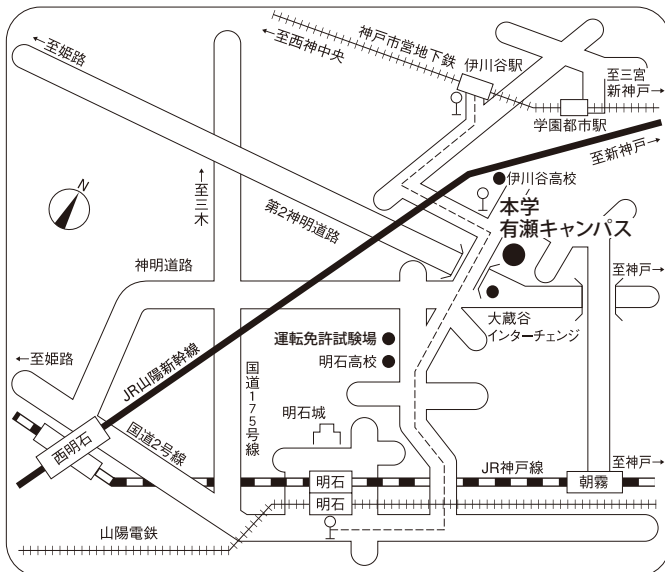 ←至姫路
神戸市営地下鉄
←至西神中央
伊川谷駅
至三宮
新神戸→
学園都市駅
至新神戸→
N
←至三木
第2神明道路
伊川谷高校
本学
有瀬キャンパス
神明道路
至神戸→
大蔵谷
インターチェンジ
←至姫路
JR山陽新幹線
運転免許試験場
明石高校
国道175号線
明石城
西明石
国道2号線
JR神戸線
至神戸→
明石
明石
朝霧
山陽電鉄